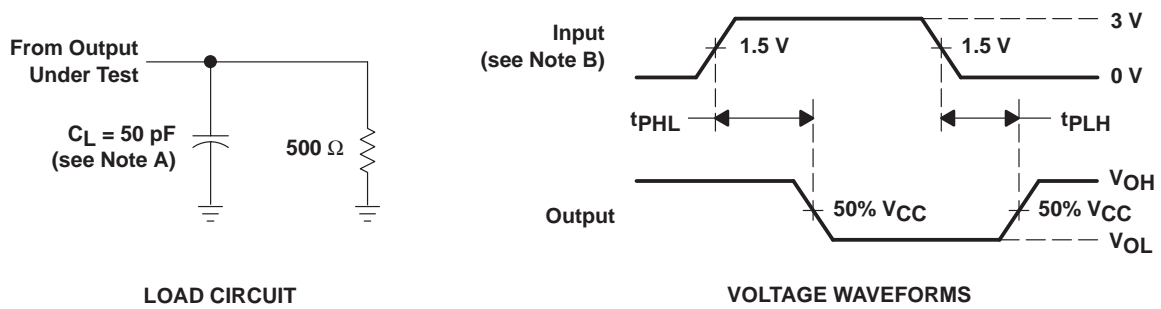 From Output
Under Test
CL = 50 pF
(see Note A)
500 Ω
LOAD CIRCUIT
Input
(see Note B)
1.5 V
1.5 V
3 V
0 V
tPHL
tPLH
Output
50% VCC
50% VCC
VOH
VOL
VOLTAGE WAVEFORMS